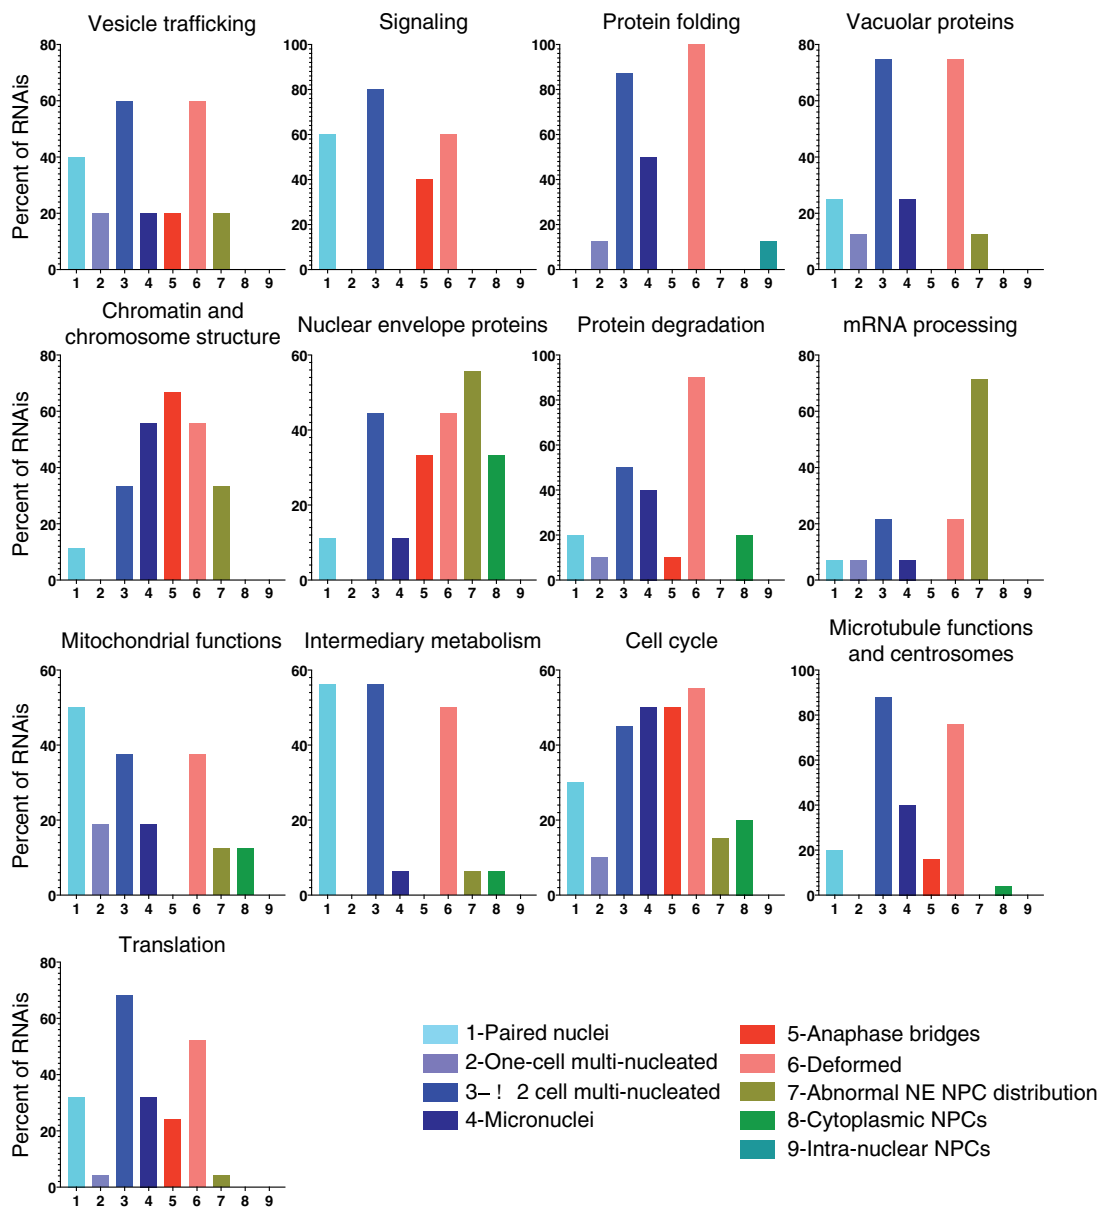 Vesicle trafficking
Signaling
Protein folding
Vacuolar proteins
Percent of RNAis
80
60
40
20
0
1 2 3 4 5 6 7 8 9
100
80
60
40
20
0
1 2 3 4 5 6 7 8 9
100
80
60
40
20
0
1 2 3 4 5 6 7 8 9
80
60
40
20
0
1 2 3 4 5 6 7 8 9
Chromatin and
chromosome structure
Nuclear envelope proteins
Protein degradation
mRNA processing
Percent of RNAis
80
60
40
20
0
1 2 3 4 5 6 7 8 9
60
40
20
0
1 2 3 4 5 6 7 8 9
100
80
60
40
20
0
1 2 3 4 5 6 7 8 9
80
60
40
20
0
1 2 3 4 5 6 7 8 9
Mitochondrial functions
Intermediary metabolism
Cell cycle
Microtubule functions
and centrosomes
Percent of RNAis
60
40
20
0
1 2 3 4 5 6 7 8 9
60
40
20
0
1 2 3 4 5 6 7 8 9
60
40
20
0
1 2 3 4 5 6 7 8 9
100
80
60
40
20
0
1 2 3 4 5 6 7 8 9
Translation
Percent of RNAis
80
60
40
20
0
1 2 3 4 5 6 7 8 9
1-Paired nuclei
2-One-cell multi-nucleated
3– ! 2 cell multi-nucleated
4-Micronuclei
5-Anaphase bridges
6-Deformed
7-Abnormal NE NPC distribution
8-Cytoplasmic NPCs
9-Intra-nuclear NPCs